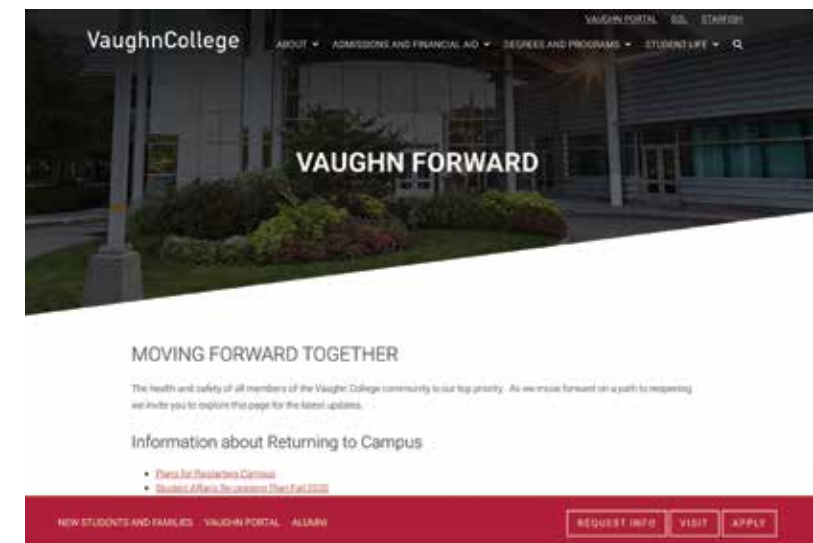 VAUGHN PORTAL D2L STARFISH
VaughnCollege ABOUT ADMISSIONS AND FINANCIAL AID DEGREES AND PROGRAMS STUDENT LIFE
VAUGHN FORWARD
MOVING FORWARD TOGETHER
The health and safety of all members of the Vaughn College community is our top priority. As we move forward on a path to reopening
we invite you to explore this page for the latest updates.
Information about Returning to Campus
Plans for Restarting Campus
Student Affairs Re-opening Plan Fall 2020
NEW STUDENTS AND FAMILIES VAUGHN PORTAL ALUMNI REQUEST INFO VISIT APPLY